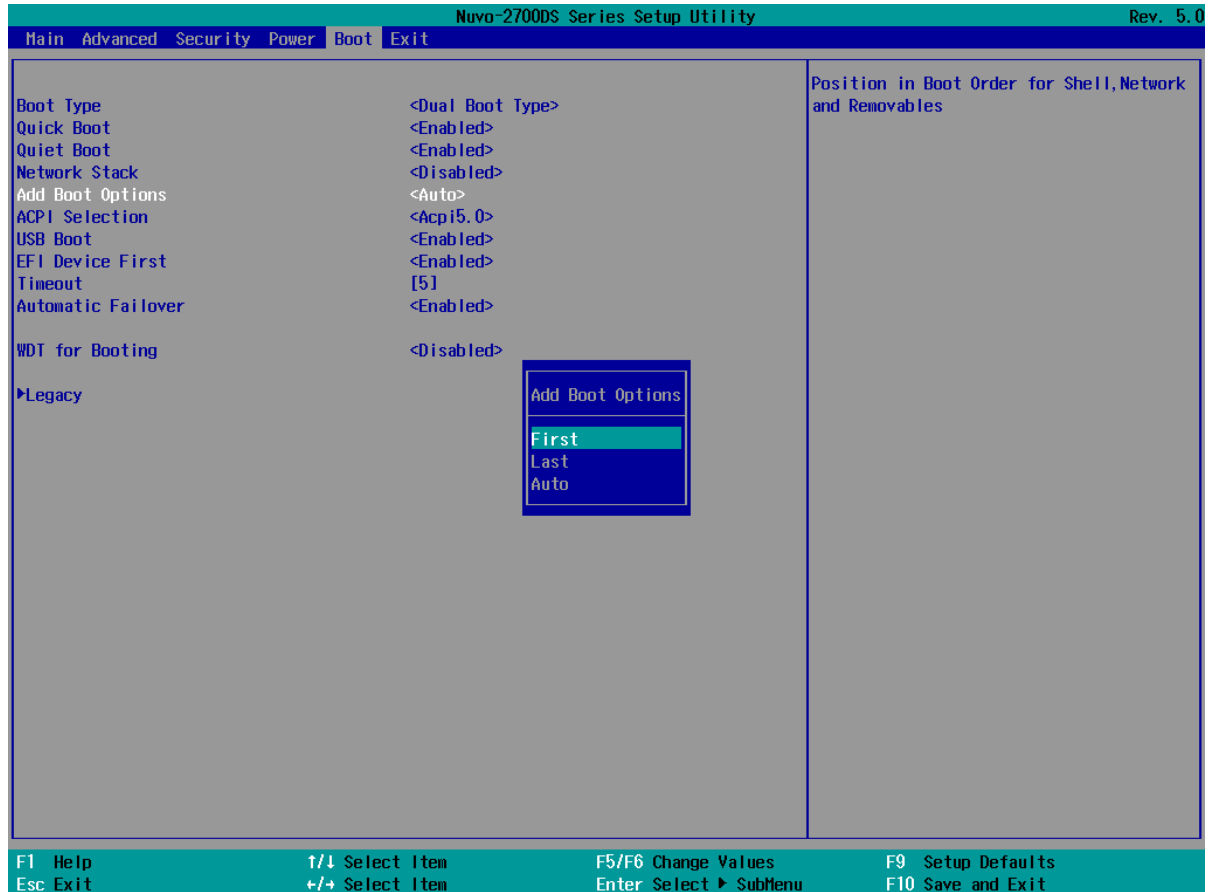 Nuvo-2700DS Series Setup Utility Rev. 5.0
Main Advanced Security Power Boot Exit
Position in Boot Order for Shell,Network
and Removables
Boot Type <Dual Boot Type>
Quick Boot <Enabled>
Quiet Boot <Enabled>
Network Stack <Disabled>
Add Boot Options <Auto>
ACPI Selection <Acpi5.0>
USB Boot <Enabled>
EFI Device First <Enabled>
Timeout [5]
Automatic Failover <Enabled>
WDT for Booting <Disabled>
▶Legacy
Add Boot Options
First
Last
Auto
F1 Help ↑/↓ Select Item F5/F6 Change Values F9 Setup Defaults
Esc Exit ←/→ Select Item Enter Select ▶ SubMenu F10 Save and Exit